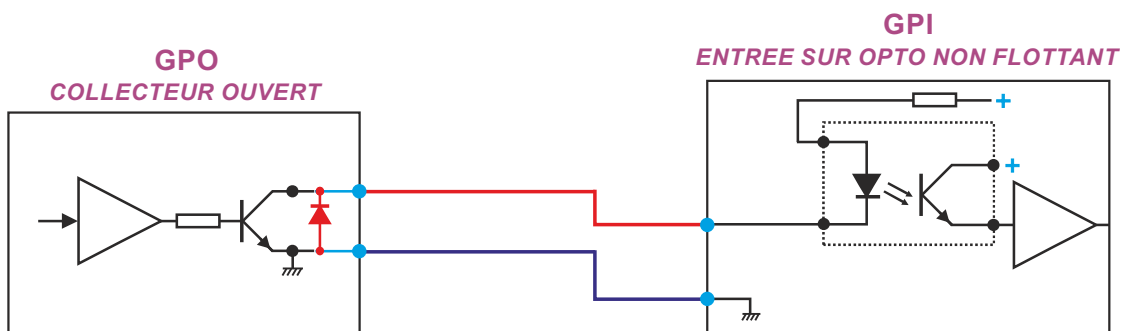 GPO
COLLECTEUR OUVERT
GPI
ENTREE SUR OPTO NON FLOTTANT
+
+